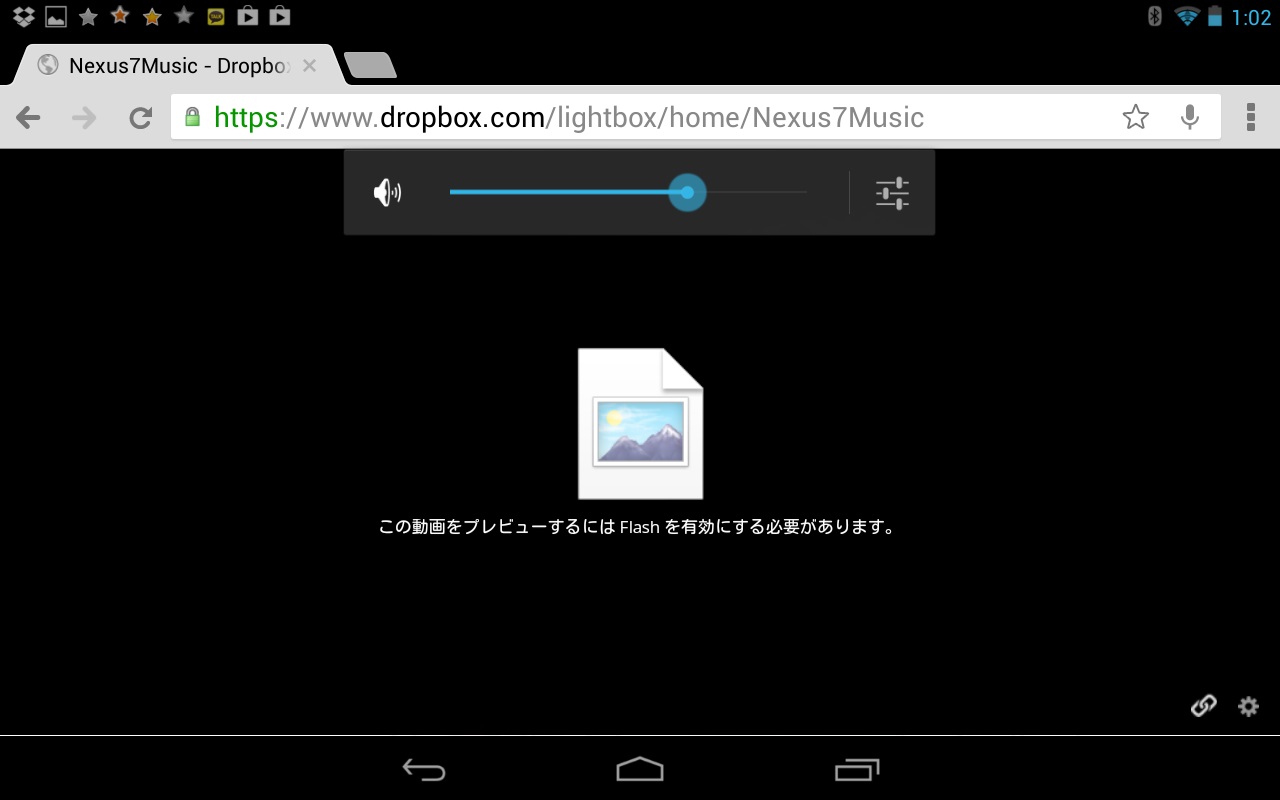 1:02
Nexus7Music - Dropbo
https://www.dropbox.com/lightbox/home/Nexus7Music
この動画をプレビューするには Flash を有効にする必要があります。